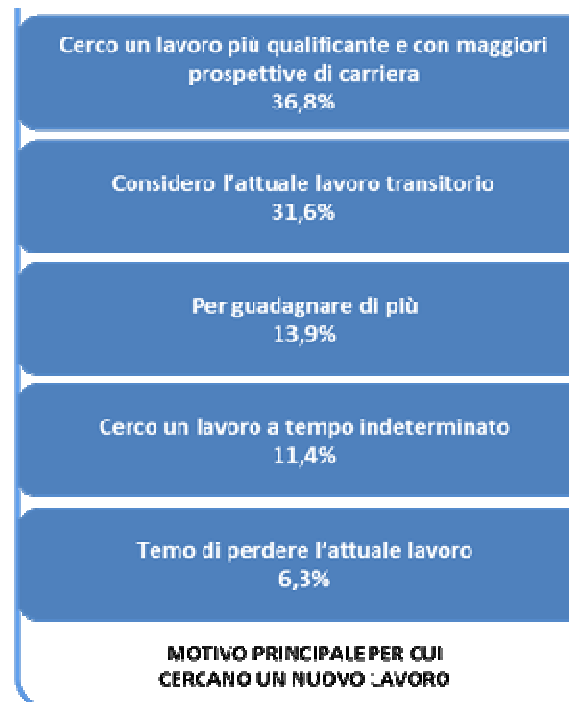 Cerco un lavoro più qualificante e con maggiori
prospettive di carriera
36,8%
Considero l'attuale lavoro transitorio
31,6%
Per guadagnare di più
13,9%
Cerco un lavoro a tempo indeterminato
11,4%
Temo di perdere l'attuale lavoro
6,3%
MOTIVO PRINCIPALE PER CUI
CERCANO UN NUOVO LAVORO